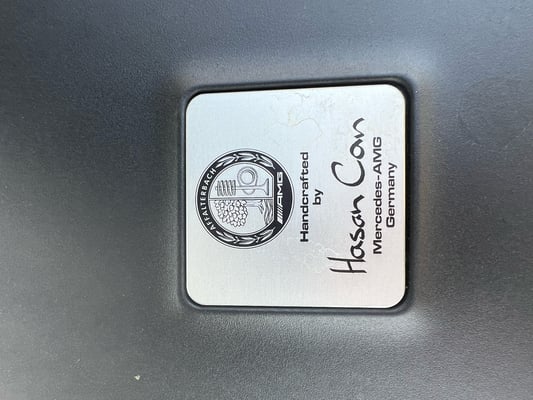 AFFALTERBACH
AMG
Handcrafted
by
Hasan Can
Mercedes-AMG
Germany